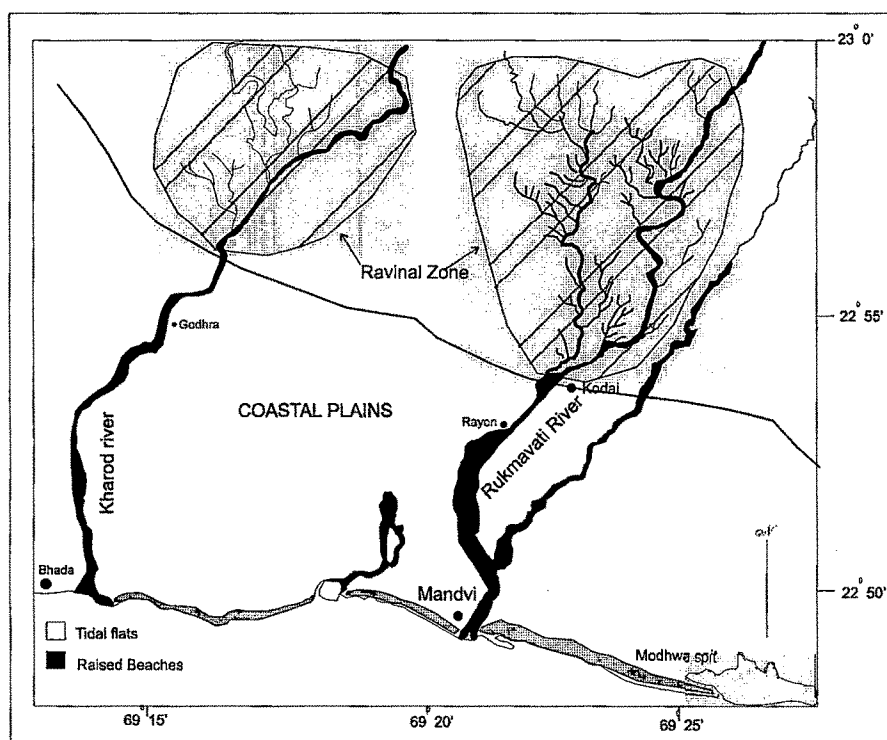 23° 0'
Ravinal Zone
22° 55'
Godhra
Kodai
COASTAL PLAINS
Rayon
Kharod river
Rukmavati River
Bhada
22° 50'
Mandvi
Tidal flats
Modhwa spit
Raised Beaches
69° 15'
69° 20'
69° 25'